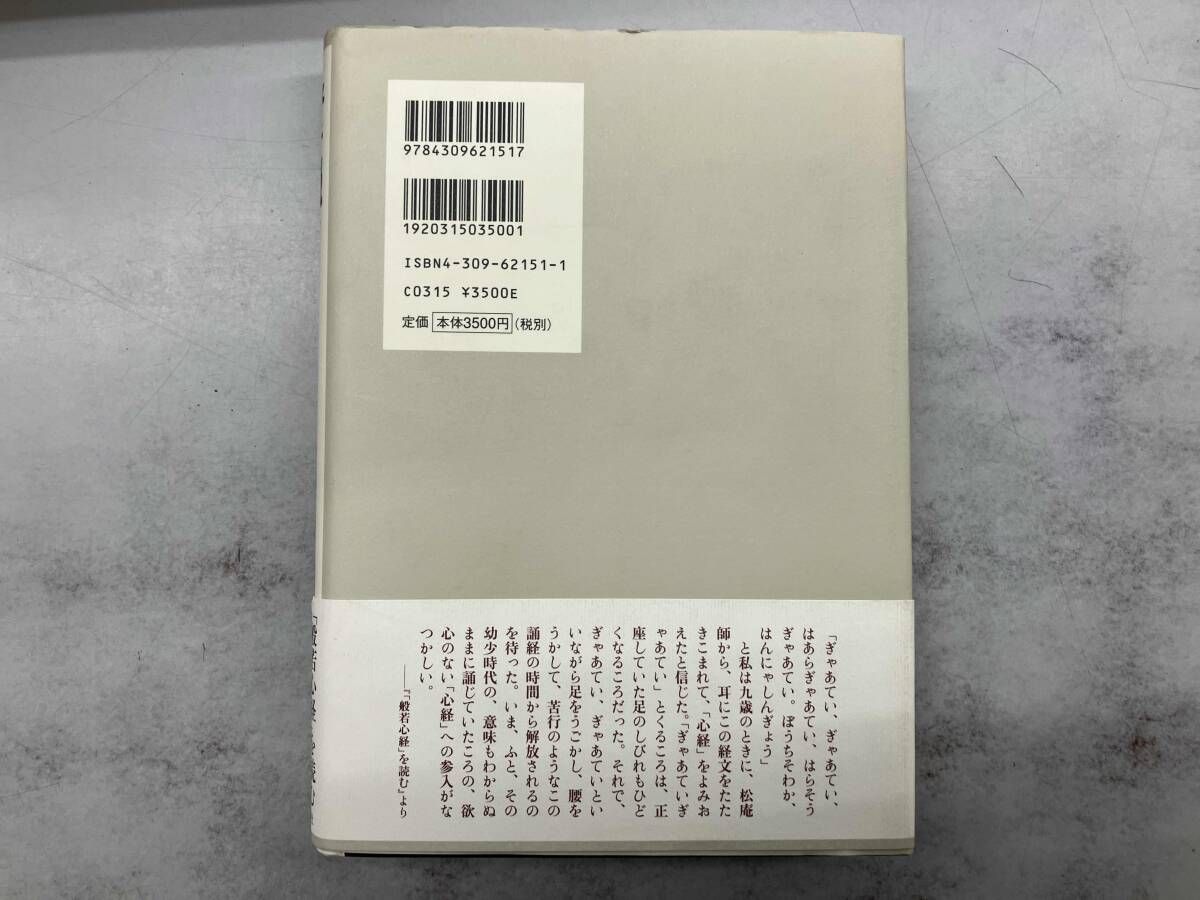 9784309621517
1920315035001
ISBN4-309-62151-1
C0315 ¥3500E
定価 本体3500円(税別)
「ぎゃあてい、ぎゃあてい、
はあらぎゃあてい、はらそう
ぎゃあてい。ぼうちそわか、
はんにゃしんぎょう」
と私は九歳のときに、松庵
師から、耳にこの経文をたた
きこまれて、「心経」をよみお
えたと信じた。「ぎゃあていぎ
ゃあてい」とくるころは、正
座していた足のしびれもひど
くなるころだった。それで、
ぎゃあてい、ぎゃあていとい
いながら足をうごかし、腰を
うかして、苦行のようなこの
誦経の時間から解放されるの
を待った。いま、ふと、その
幼少時代の、意味もわからぬ
ままに誦じていたころの、欲
心のない「心経」への参入がな
つかしい。
——『「般若心経」を読む』より